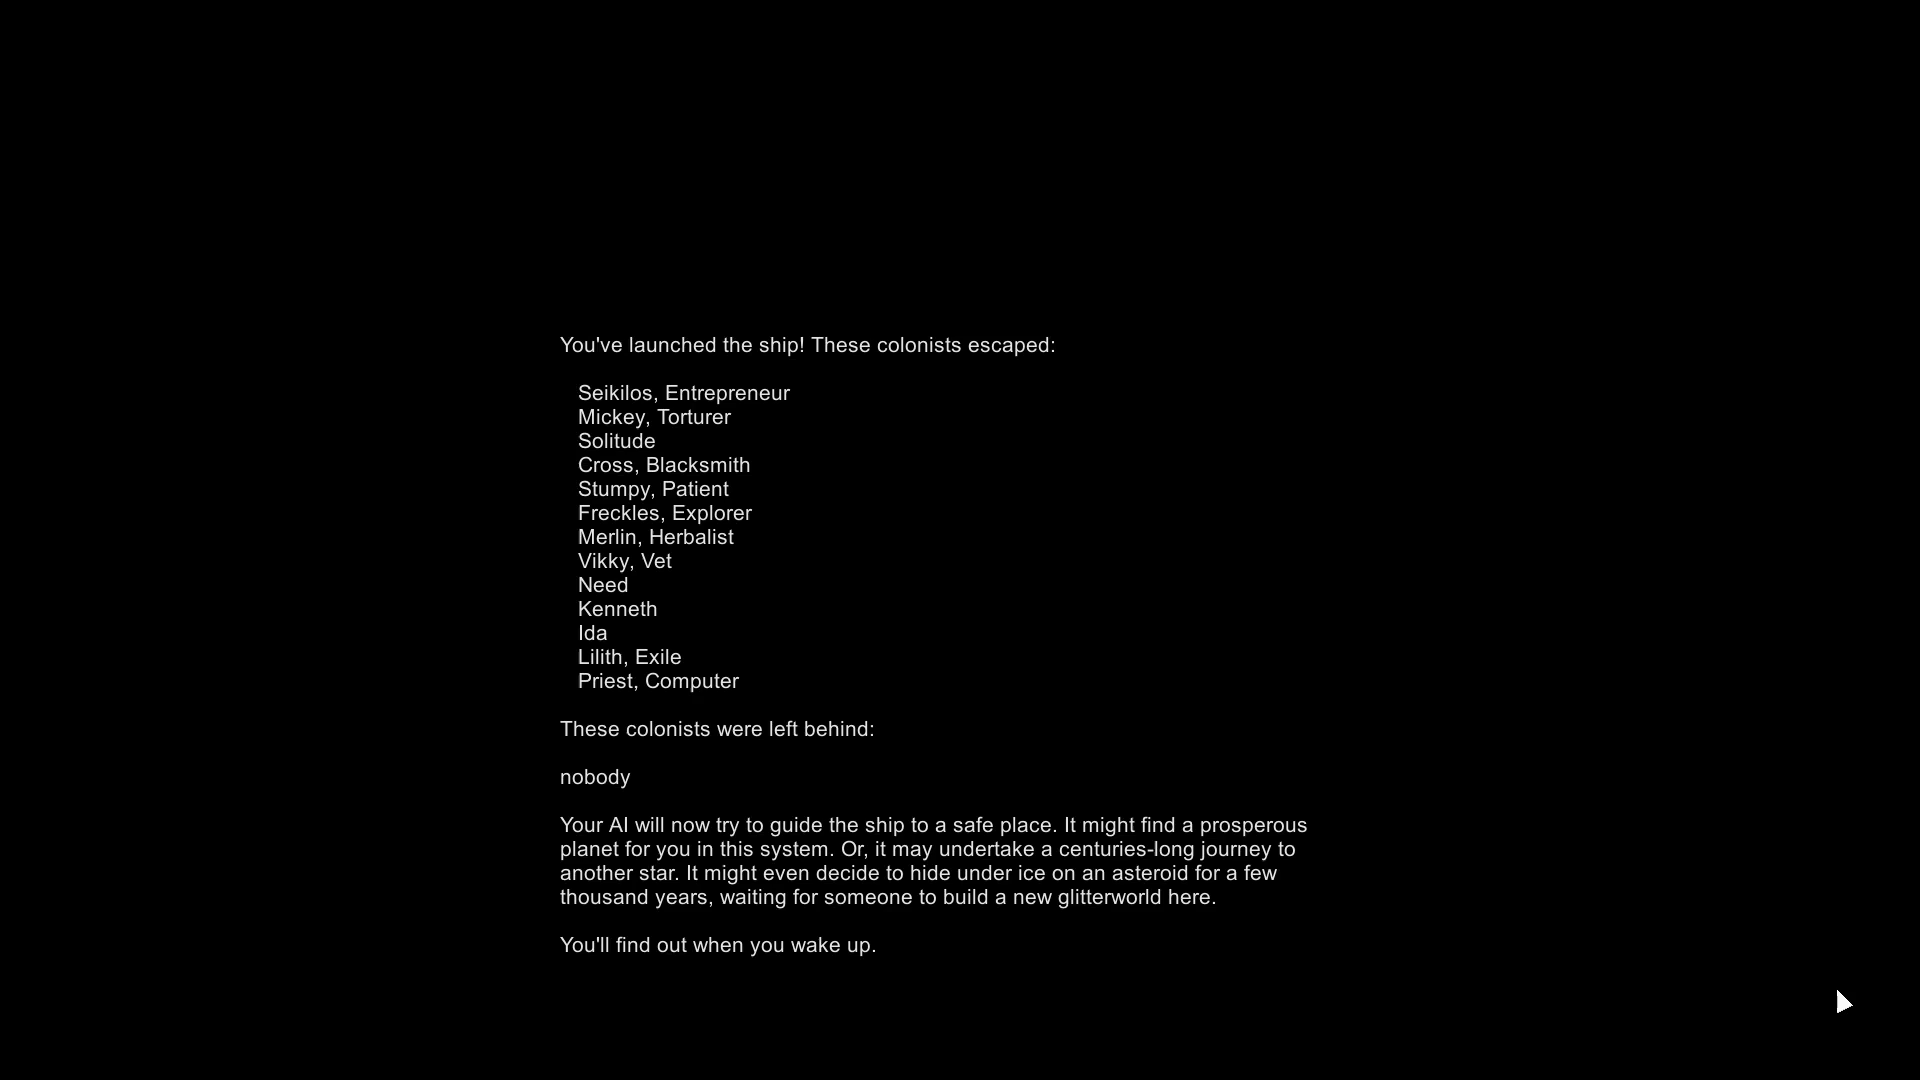 You've launched the ship! These colonists escaped:
Seikilos, Entrepreneur
Mickey, Torturer
Solitude
Cross, Blacksmith
Stumpy, Patient
Freckles, Explorer
Merlin, Herbalist
Vikky, Vet
Need
Kenneth
Ida
Lilith, Exile
Priest, Computer
These colonists were left behind:
nobody
Your AI will now try to guide the ship to a safe place. It might find a prosperous
planet for you in this system. Or, it may undertake a centuries-long journey to
another star. It might even decide to hide under ice on an asteroid for a few
thousand years, waiting for someone to build a new glitterworld here.
You'll find out when you wake up.